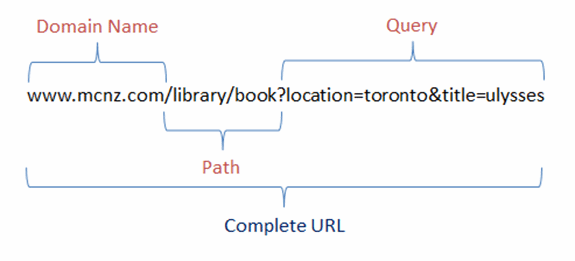 Domain Name
Query
www.mcnz.com/library/book?location=toronto&title=ulysses
Path
Complete URL